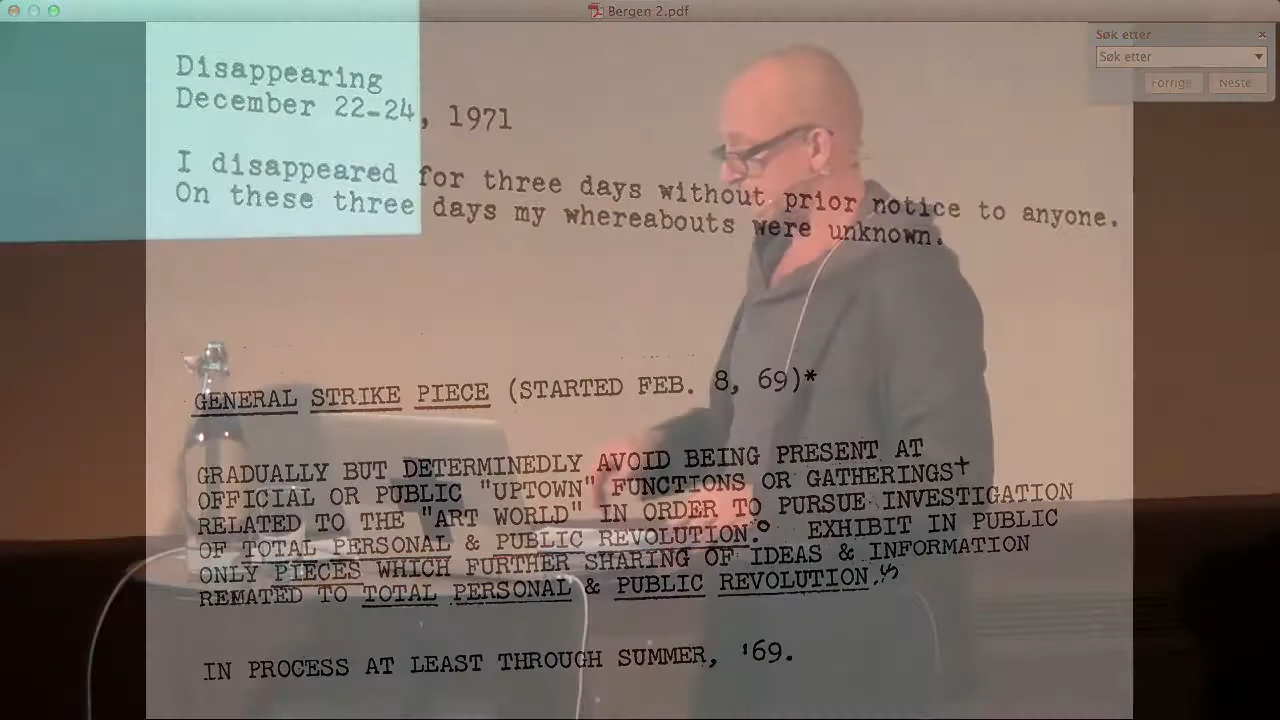 Bergen 2.pdf
Søk etter
Søk etter
Forrige Neste
Disappearing
December 22-24, 1971
I disappeared for three days without prior notice to anyone.
On these three days my whereabouts were unknown.
GENERAL STRIKE PIECE (STARTED FEB. 8, 69)*
GRADUALLY BUT DETERMINEDLY AVOID BEING PRESENT AT
OFFICIAL OR PUBLIC "UPTOWN" FUNCTIONS OR GATHERINGS†
RELATED TO THE "ART WORLD" IN ORDER TO PURSUE INVESTIGATION
OF TOTAL PERSONAL & PUBLIC REVOLUTION.° EXHIBIT IN PUBLIC
ONLY PIECES WHICH FURTHER SHARING OF IDEAS & INFORMATION
REMATED TO TOTAL PERSONAL & PUBLIC REVOLUTION.
IN PROCESS AT LEAST THROUGH SUMMER, '69.